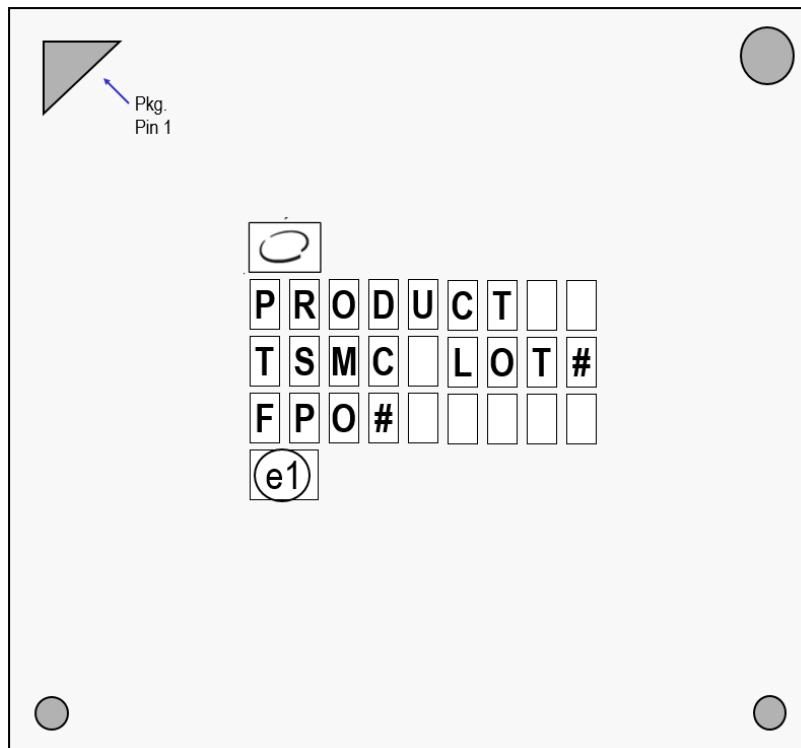 Pkg.
Pin 1
PRODUCT
TSMC LOT#
FPO#
e1